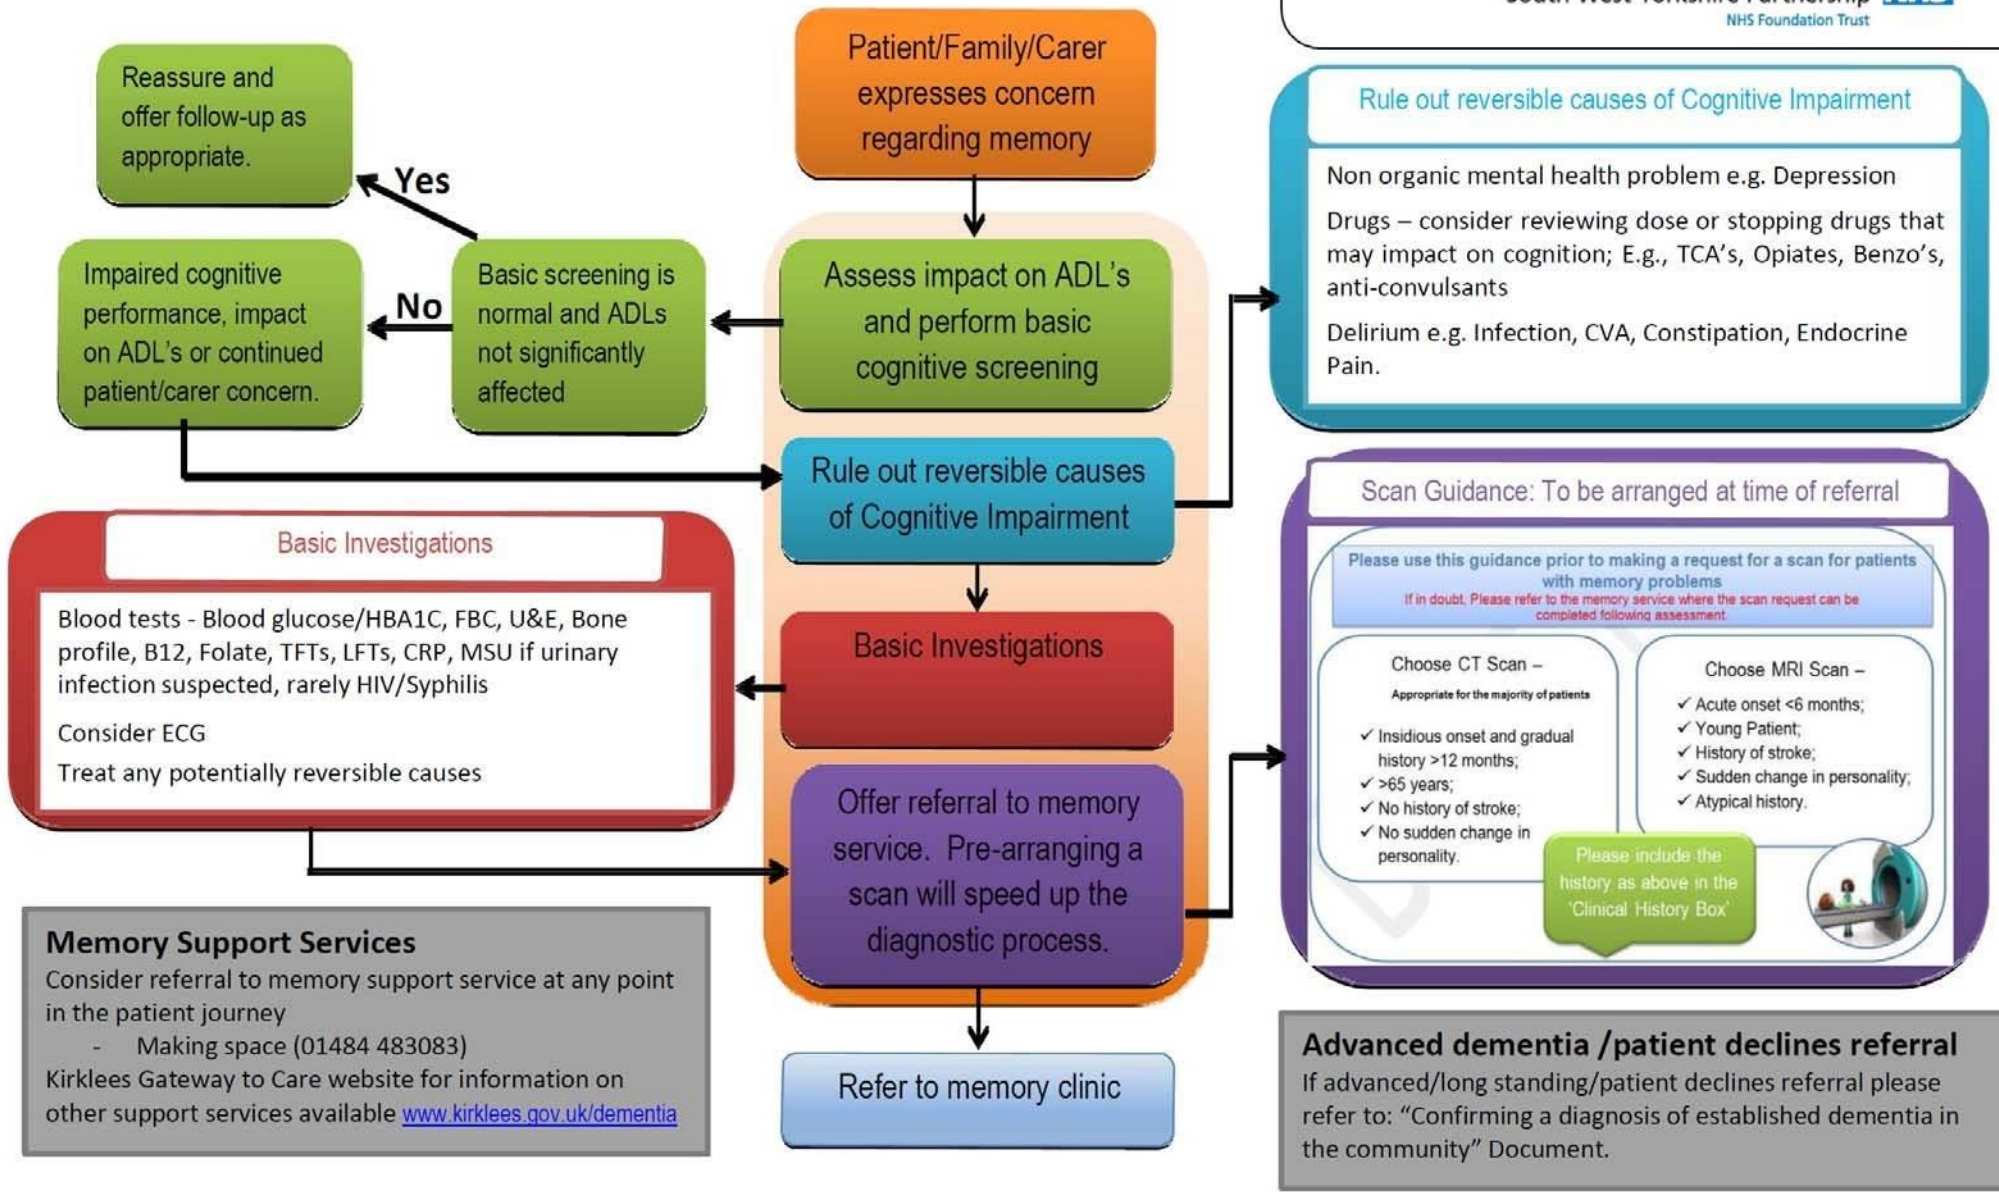 South West Yorkshire Partnership NHS
NHS Foundation Trust
Patient/Family/Carer
expresses concern
regarding memory
Reassure and
offer follow-up as
appropriate.
Yes
Impaired cognitive
performance, impact
on ADL's or continued
patient/carer concern.
No
Basic screening is
normal and ADLs
not significantly
affected
Assess impact on ADL's
and perform basic
cognitive screening
Rule out reversible causes of Cognitive Impairment
Non organic mental health problem e.g. Depression
Drugs – consider reviewing dose or stopping drugs that
may impact on cognition; E.g., TCA's, Opiates, Benzo's,
anti-convulsants
Delirium e.g. Infection, CVA, Constipation, Endocrine
Pain.
Rule out reversible causes
of Cognitive Impairment
Basic Investigations
Blood tests - Blood glucose/HBA1C, FBC, U&E, Bone
profile, B12, Folate, TFTs, LFTs, CRP, MSU if urinary
infection suspected, rarely HIV/Syphilis
Consider ECG
Treat any potentially reversible causes
Basic Investigations
Offer referral to memory
service. Pre-arranging a
scan will speed up the
diagnostic process.
Scan Guidance: To be arranged at time of referral
Please use this guidance prior to making a request for a scan for patients
with memory problems
If in doubt, Please refer to the memory service where the scan request can be
completed following assessment.
Choose CT Scan –
Appropriate for the majority of patients
✓ Insidious onset and gradual
history >12 months;
✓ >65 years;
✓ No history of stroke;
✓ No sudden change in
personality.
Choose MRI Scan –
✓ Acute onset <6 months;
✓ Young Patient;
✓ History of stroke;
✓ Sudden change in personality;
✓ Atypical history.
Please include the
history as above in the
'Clinical History Box'
Memory Support Services
Consider referral to memory support service at any point
in the patient journey
- Making space (01484 483083)
Kirklees Gateway to Care website for information on
other support services available www.kirklees.gov.uk/dementia
Refer to memory clinic
Advanced dementia /patient declines referral
If advanced/long standing/patient declines referral please
refer to: “Confirming a diagnosis of established dementia in
the community” Document.